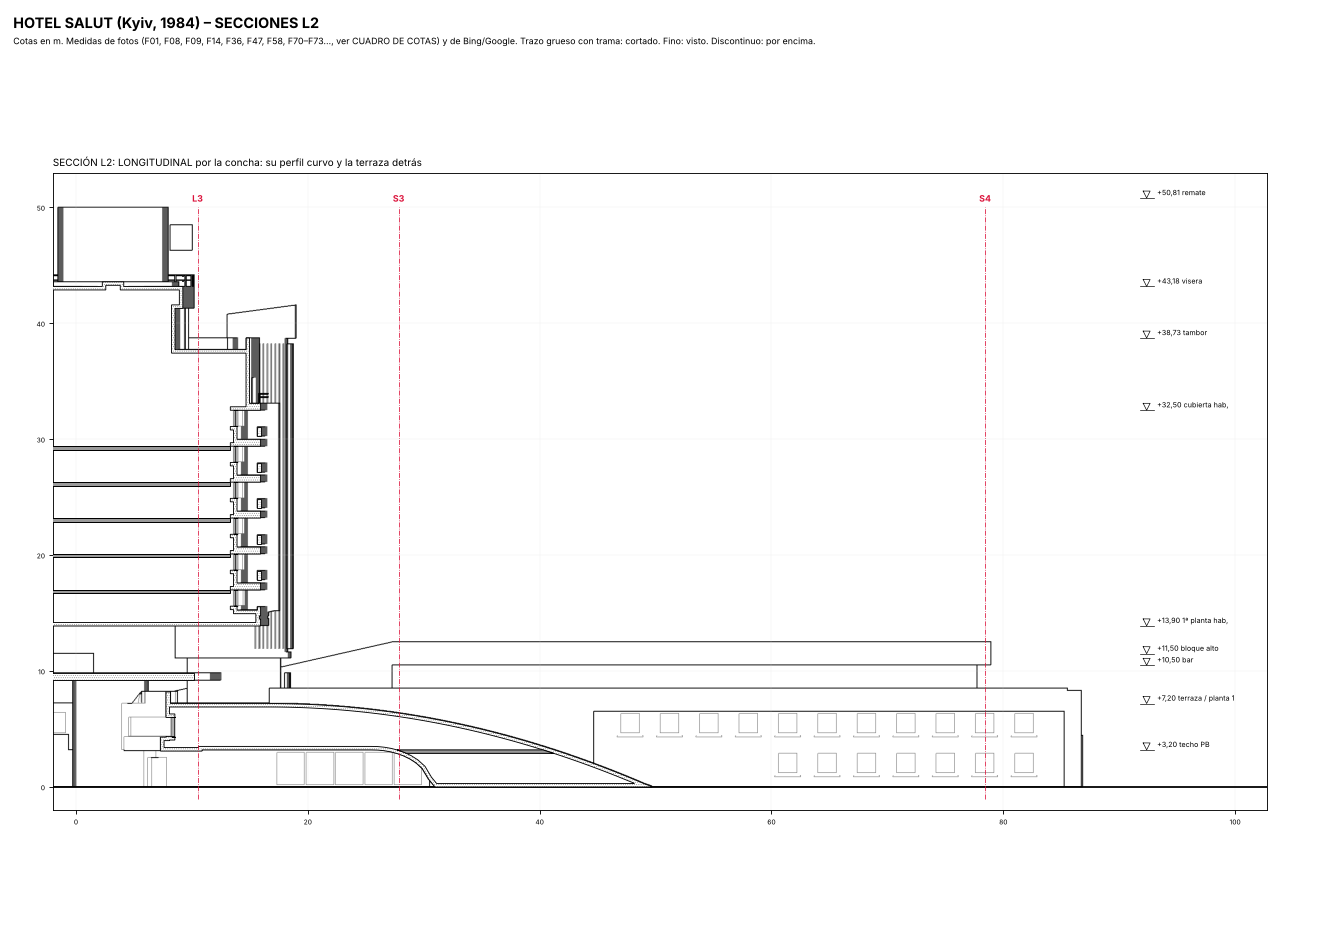 HOTEL SALUT (Kyiv, 1984) – SECCIONES L2
Cotas en m. Medidas de fotos (F01, F08, F09, F14, F36, F47, F58, F70–F73..., ver CUADRO DE COTAS) y de Bing/Google. Trazo grueso con trama: cortado. Fino: visto. Discontinuo: por encima.
SECCIÓN L2: LONGITUDINAL por la concha: su perfil curvo y la terraza detrás
L3
S3
S4
+50,81 remate
+43,18 visera
+38,73 tambor
+32,50 cubierta hab,
+13,90 1ª planta hab,
+11,50 bloque alto
+10,50 bar
+7,20 terraza / planta 1
+3,20 techo PB
50
40
30
20
10
0
0
20
40
60
80
100